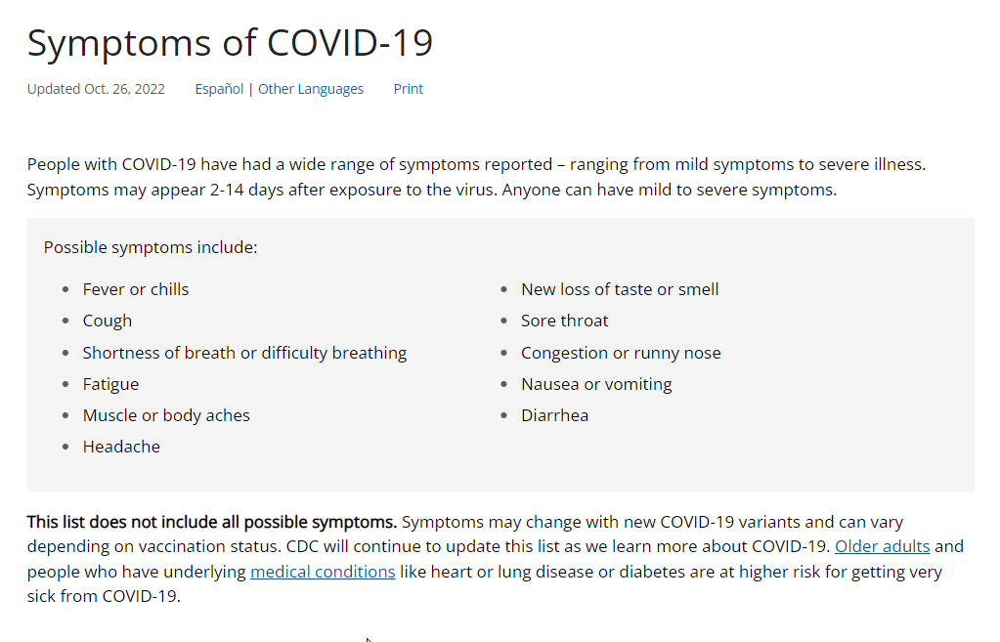 Symptoms of COVID-19
Updated Oct. 26, 2022 Español | Other Languages Print
People with COVID-19 have had a wide range of symptoms reported – ranging from mild symptoms to severe illness.
Symptoms may appear 2-14 days after exposure to the virus. Anyone can have mild to severe symptoms.
Possible symptoms include:
Fever or chills
Cough
Shortness of breath or difficulty breathing
Fatigue
Muscle or body aches
Headache
New loss of taste or smell
Sore throat
Congestion or runny nose
Nausea or vomiting
Diarrhea
This list does not include all possible symptoms. Symptoms may change with new COVID-19 variants and can vary
depending on vaccination status. CDC will continue to update this list as we learn more about COVID-19. Older adults and
people who have underlying medical conditions like heart or lung disease or diabetes are at higher risk for getting very
sick from COVID-19.